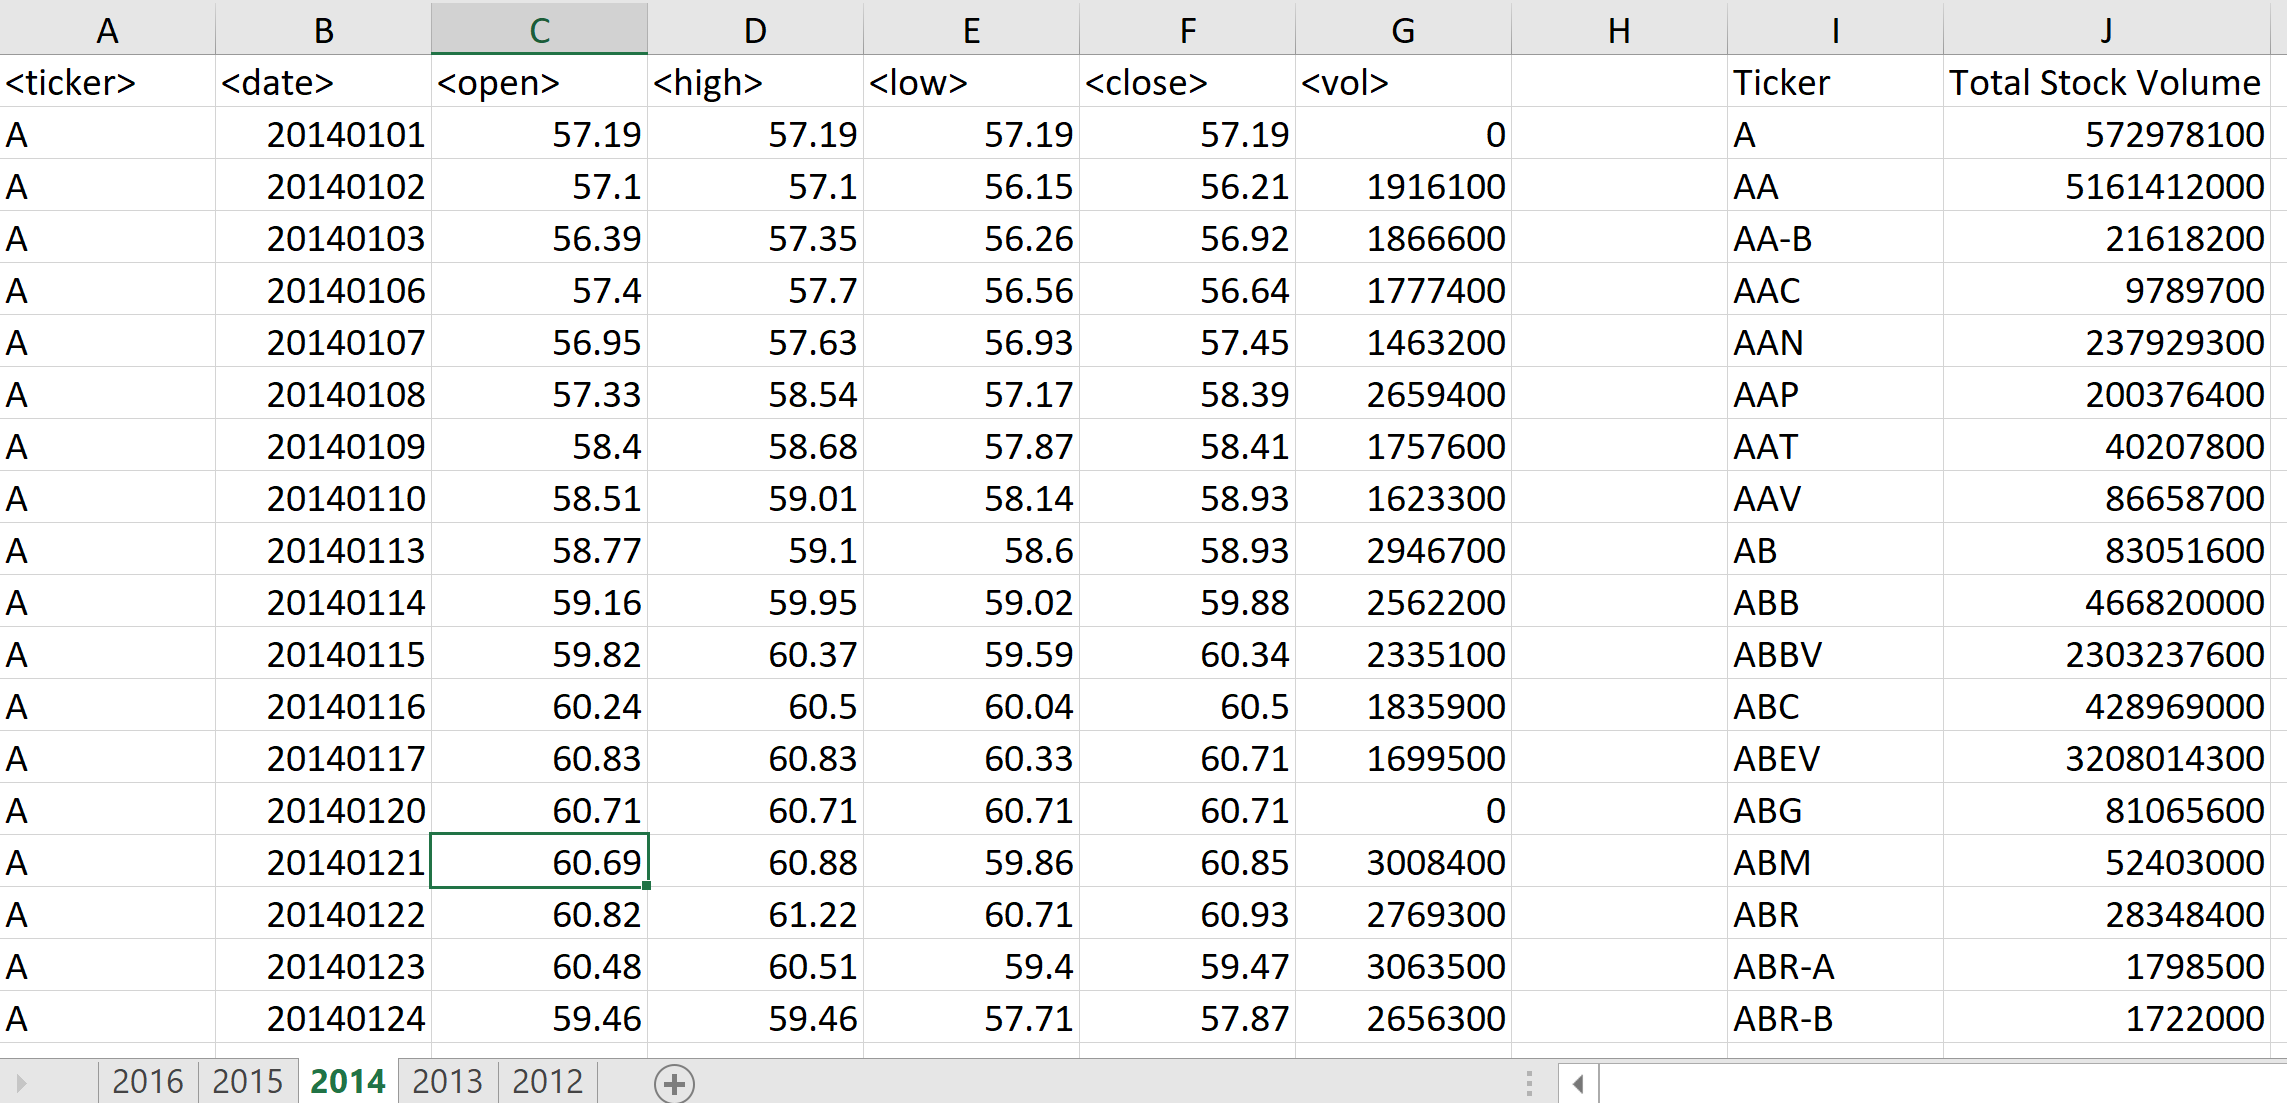 A B C D E F G H I J
<ticker> <date> <open> <high> <low> <close> <vol> Ticker Total Stock Volume
A 20140101 57.19 57.19 57.19 57.19 0 A 572978100
A 20140102 57.1 57.1 56.15 56.21 1916100 AA 5161412000
A 20140103 56.39 57.35 56.26 56.92 1866600 AA-B 21618200
A 20140106 57.4 57.7 56.56 56.64 1777400 AAC 9789700
A 20140107 56.95 57.63 56.93 57.45 1463200 AAN 237929300
A 20140108 57.33 58.54 57.17 58.39 2659400 AAP 200376400
A 20140109 58.4 58.68 57.87 58.41 1757600 AAT 40207800
A 20140110 58.51 59.01 58.14 58.93 1623300 AAV 86658700
A 20140113 58.77 59.1 58.6 58.93 2946700 AB 83051600
A 20140114 59.16 59.95 59.02 59.88 2562200 ABB 466820000
A 20140115 59.82 60.37 59.59 60.34 2335100 ABBV 2303237600
A 20140116 60.24 60.5 60.04 60.5 1835900 ABC 428969000
A 20140117 60.83 60.83 60.33 60.71 1699500 ABEV 3208014300
A 20140120 60.71 60.71 60.71 60.71 0 ABG 81065600
A 20140121 60.69 60.88 59.86 60.85 3008400 ABM 52403000
A 20140122 60.82 61.22 60.71 60.93 2769300 ABR 28348400
A 20140123 60.48 60.51 59.4 59.47 3063500 ABR-A 1798500
A 20140124 59.46 59.46 57.71 57.87 2656300 ABR-B 1722000
2016 2015 2014 2013 2012